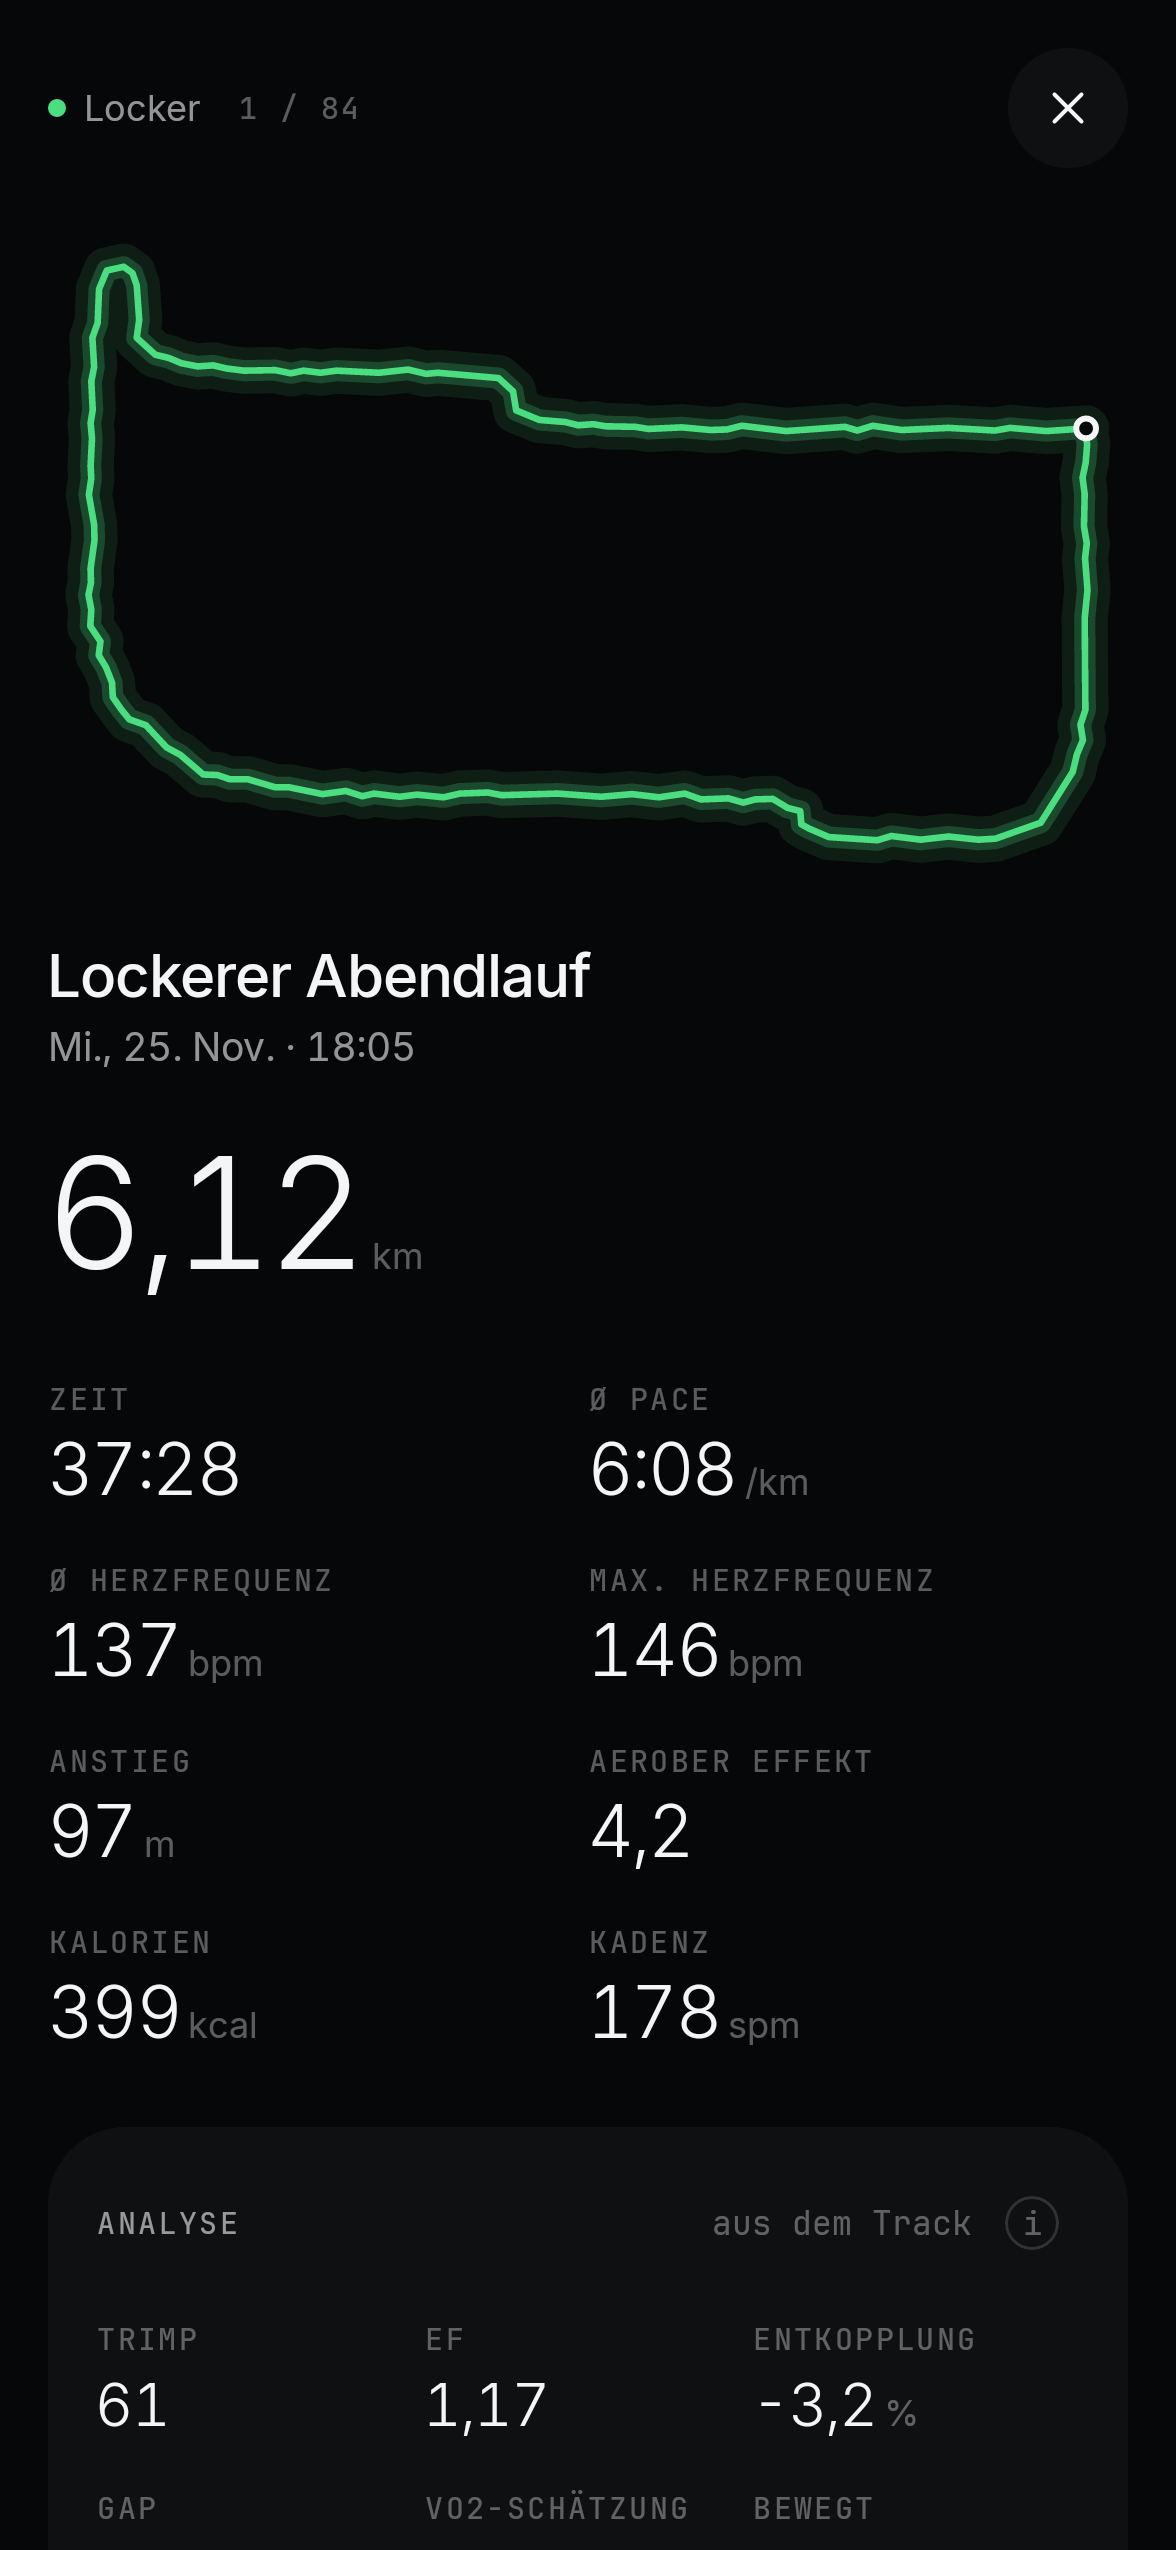 Locker 1 / 84
Lockerer Abendlauf
Mi., 25. Nov. · 18:05
6,12 km
ZEIT Ø PACE
37:28 6:08 /km
Ø HERZFREQUENZ MAX. HERZFREQUENZ
137 bpm 146 bpm
ANSTIEG AEROBER EFFEKT
97 m 4,2
KALORIEN KADENZ
399 kcal 178 spm
ANALYSE aus dem Track i
TRIMP EF ENTKOPPLUNG
61 1,17 -3,2 %
GAP VO2-SCHÄTZUNG BEWEGT